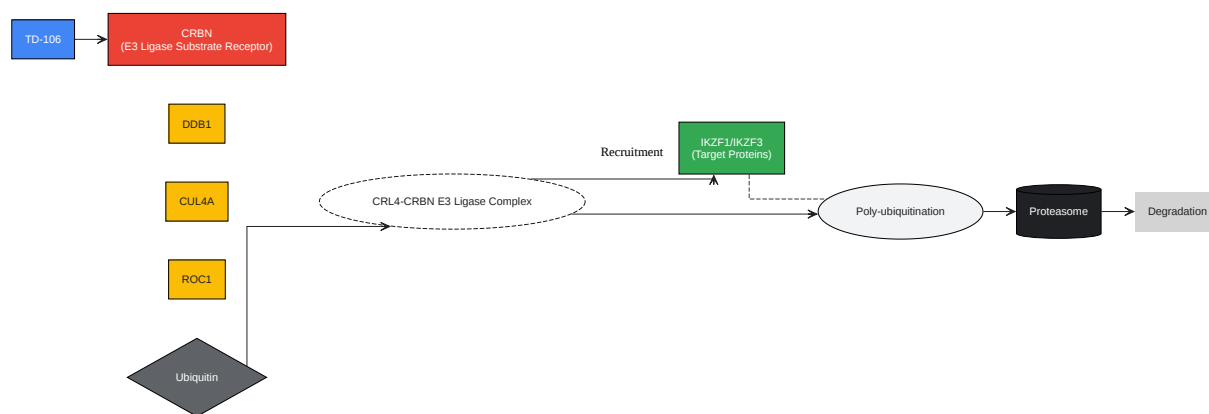 TD-106
CRBN
(E3 Ligase Substrate Receptor)
DDB1
Recruitment
IKZF1/IKZF3
(Target Proteins)
CUL4A
CRL4-CRBN E3 Ligase Complex
Poly-ubiquitination
Proteasome
Degradation
ROC1
Ubiquitin